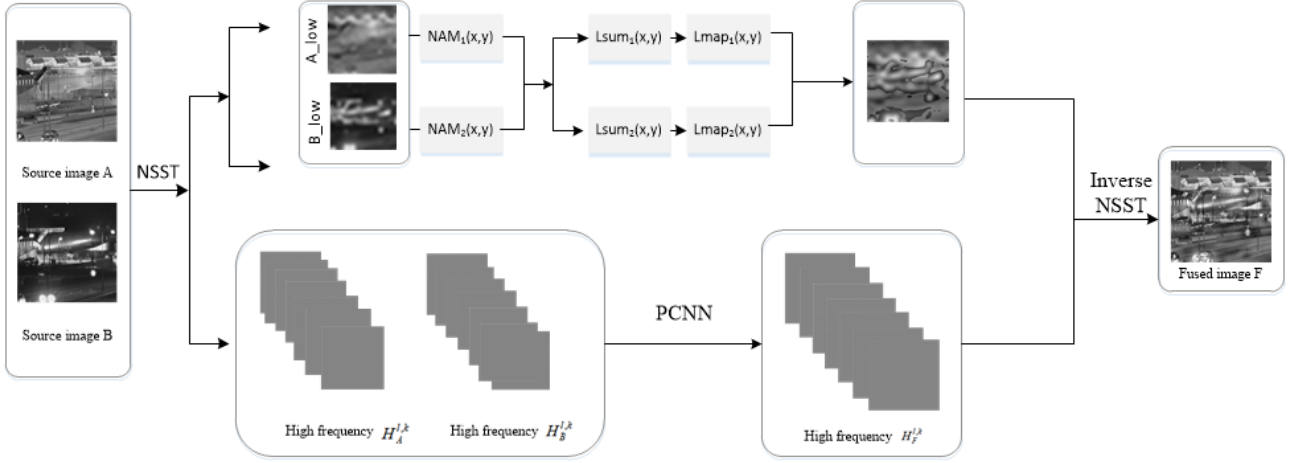 Source image A
Source image B
NSST
A_low
B_low
NAM₁(x,y)
NAM₂(x,y)
Lsum₁(x,y)
Lmap₁(x,y)
Lsum₂(x,y)
Lmap₂(x,y)
High frequency H_A^{l,k}
High frequency H_B^{l,k}
PCNN
High frequency H_F^{l,k}
Inverse
NSST
Fused image F